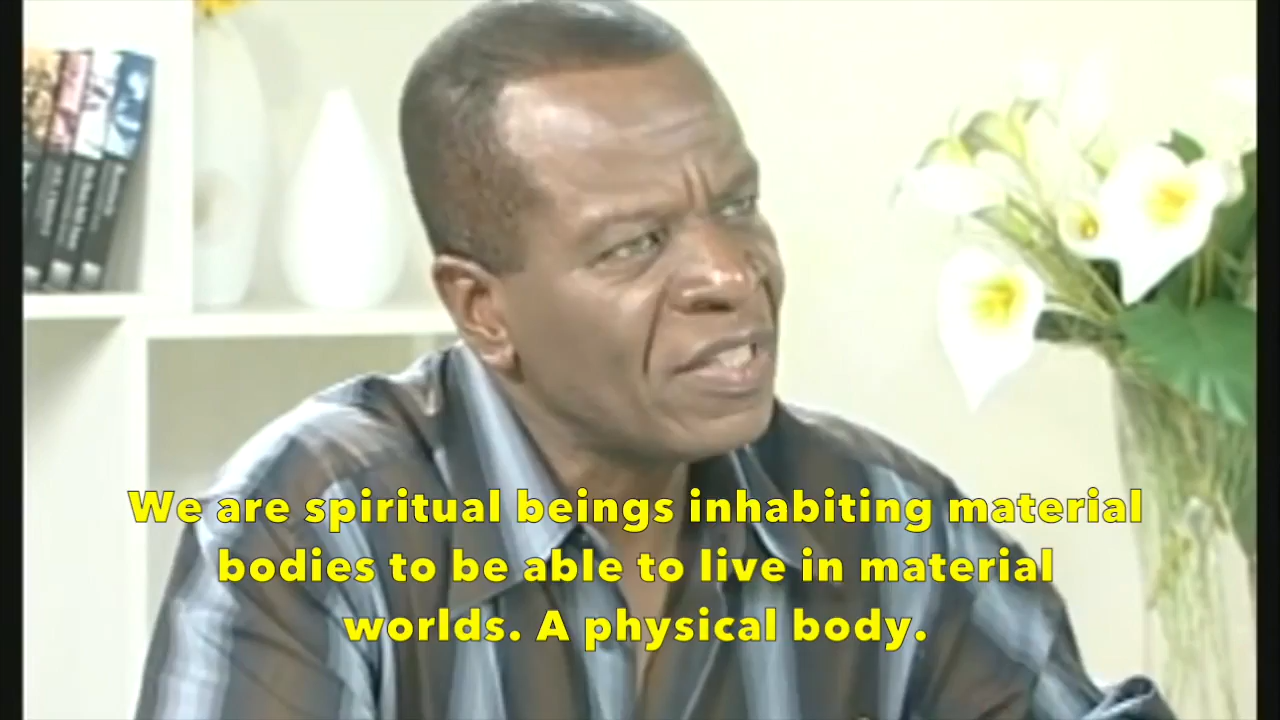 We are spiritual beings inhabiting material
bodies to be able to live in material
worlds. A physical body.